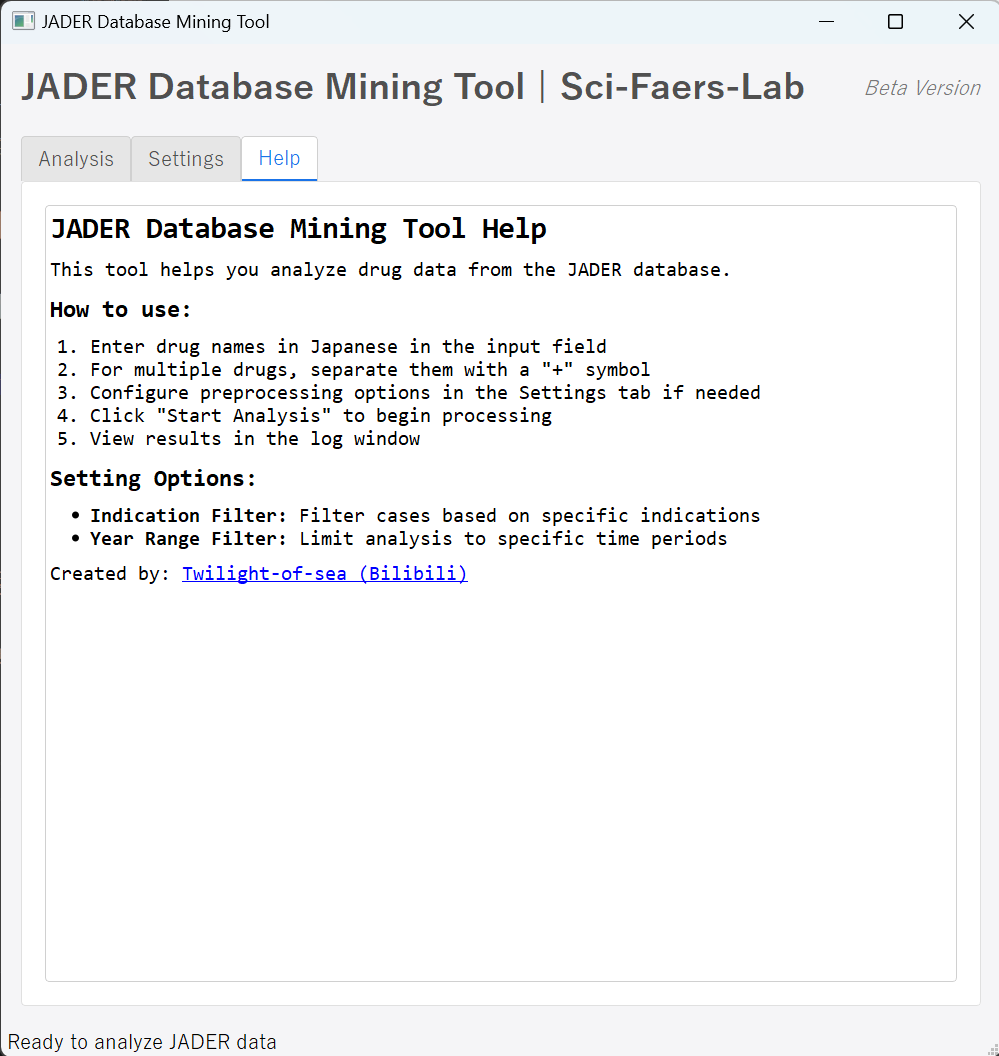 JADER Database Mining Tool
JADER Database Mining Tool | Sci-Faers-Lab
Beta Version
Analysis
Settings
Help
JADER Database Mining Tool Help
This tool helps you analyze drug data from the JADER database.
How to use:
1. Enter drug names in Japanese in the input field
2. For multiple drugs, separate them with a "+" symbol
3. Configure preprocessing options in the Settings tab if needed
4. Click "Start Analysis" to begin processing
5. View results in the log window
Setting Options:
• Indication Filter: Filter cases based on specific indications
• Year Range Filter: Limit analysis to specific time periods
Created by: Twilight-of-sea (Bilibili)
Ready to analyze JADER data